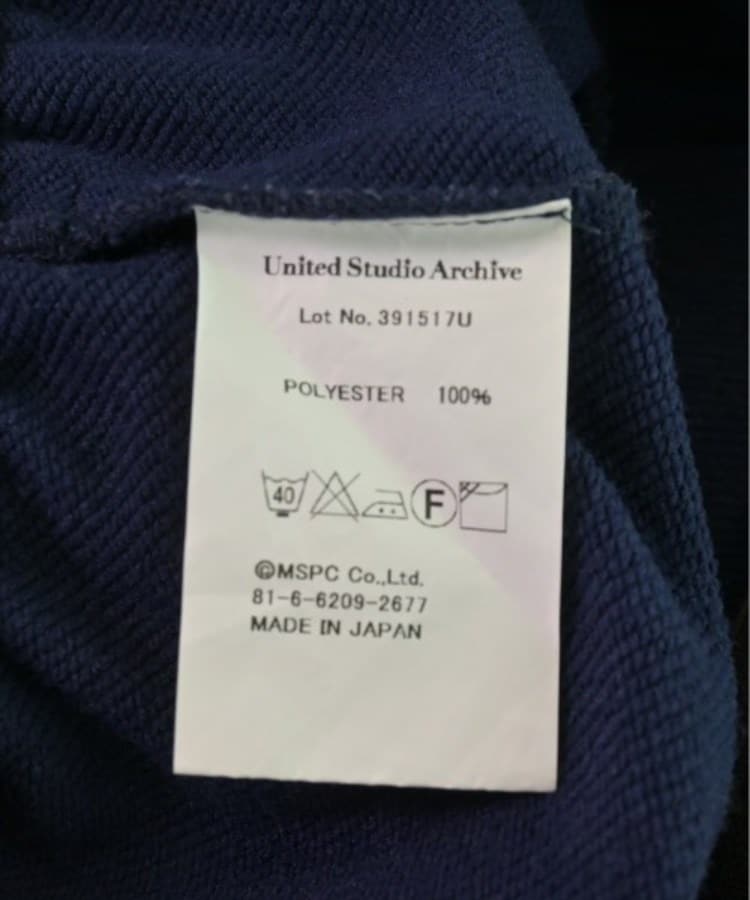 United Studio Archive
Lot No. 391517U
POLYESTER 100%
40 F
©MSPC Co.,Ltd.
81-6-6209-2677
MADE IN JAPAN